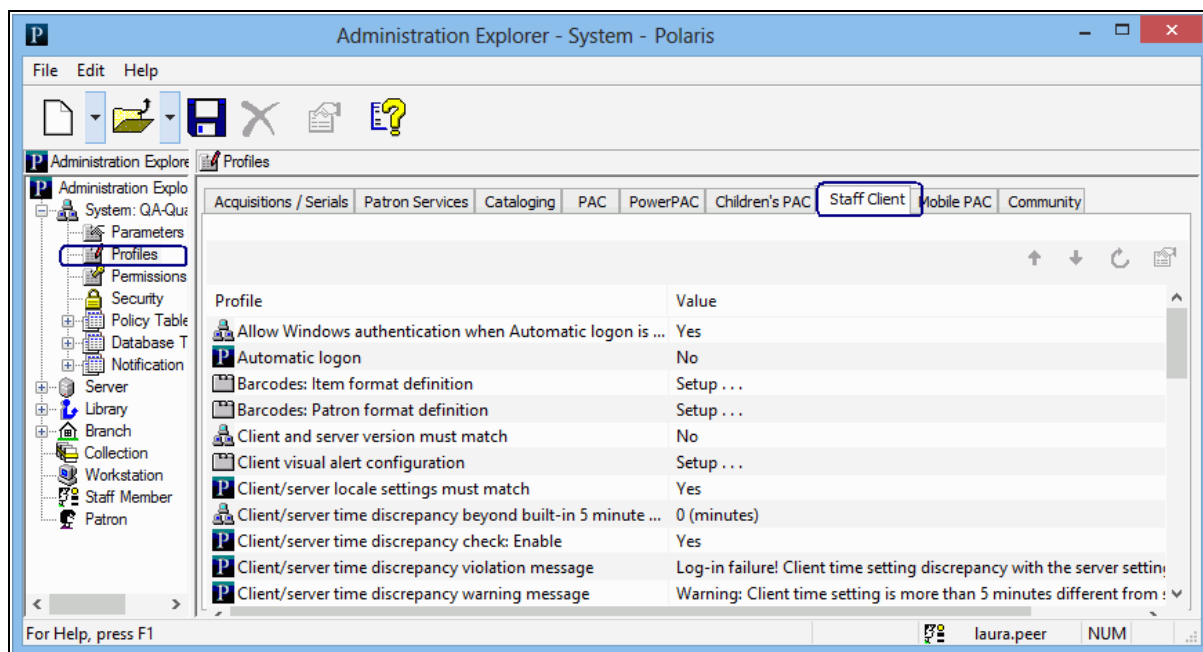 Administration Explorer - System - Polaris
File Edit Help
Administration Explore
Profiles
Administration Explo
System: QA-Qua
Parameters
Profiles
Permissions
Security
Policy Table
Database T
Notification
Server
Library
Branch
Collection
Workstation
Staff Member
Patron
Acquisitions / Serials Patron Services Cataloging PAC PowerPAC Children's PAC Staff Client Mobile PAC Community
Profile Value
Allow Windows authentication when Automatic logon is ... Yes
Automatic logon No
Barcodes: Item format definition Setup . . .
Barcodes: Patron format definition Setup . . .
Client and server version must match No
Client visual alert configuration Setup . . .
Client/server locale settings must match Yes
Client/server time discrepancy beyond built-in 5 minute ... 0 (minutes)
Client/server time discrepancy check: Enable Yes
Client/server time discrepancy violation message Log-in failure! Client time setting discrepancy with the server setting
Client/server time discrepancy warning message Warning: Client time setting is more than 5 minutes different from
For Help, press F1 laura.peer NUM